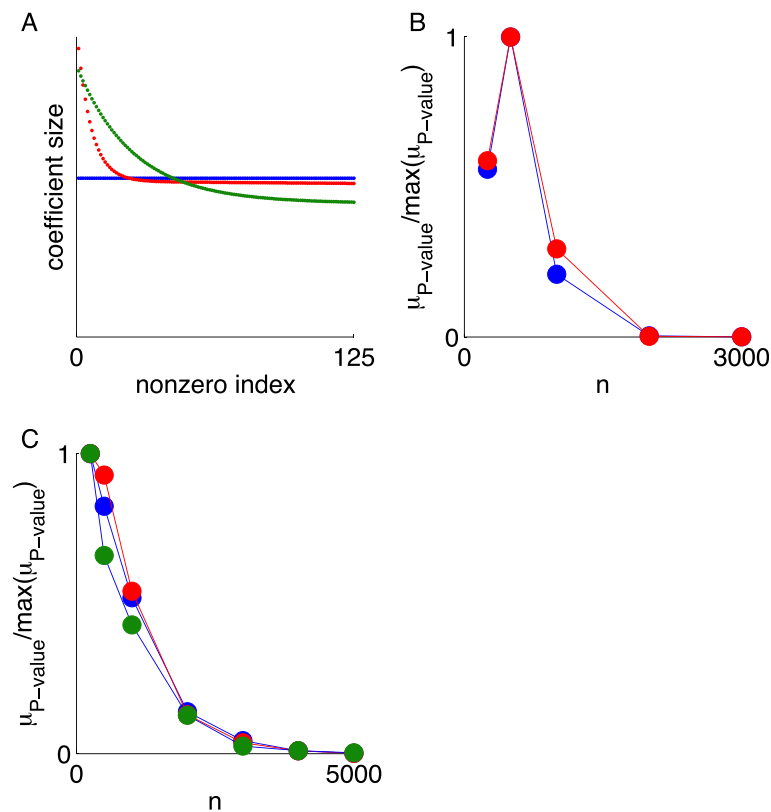 A
coefficient size
0
125
nonzero index
B
μP−value/max(μP−value)
1
0
0
3000
n
C
μP−value/max(μP−value)
1
0
0
5000
n